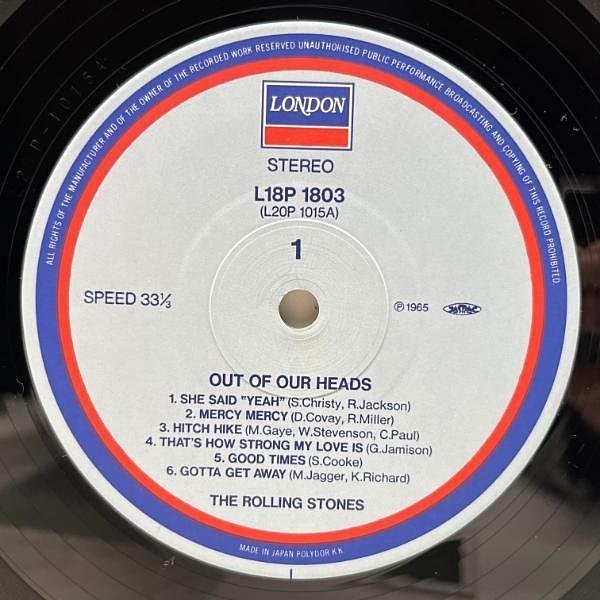 ALL RIGHTS OF THE MANUFACTURER AND OF THE OWNER OF THE RECORDED WORK RESERVED UNAUTHORISED PUBLIC PERFORMANCE BROADCASTING AND COPYING OF THIS RECORD PROHIBITED
LONDON
STEREO
L18P 1803
(L20P 1015A)
1
SPEED 33⅓
Ⓟ1965 JASRAC
OUT OF OUR HEADS
1. SHE SAID "YEAH" (S.Christy, R.Jackson)
2. MERCY MERCY (D.Covay, R.Miller)
3. HITCH HIKE (M.Gaye, W.Stevenson, C.Paul)
4. THAT'S HOW STRONG MY LOVE IS (G.Jamison)
5. GOOD TIMES (S.Cooke)
6. GOTTA GET AWAY (M.Jagger, K.Richard)
THE ROLLING STONES
MADE IN JAPAN POLYDOR K.K.